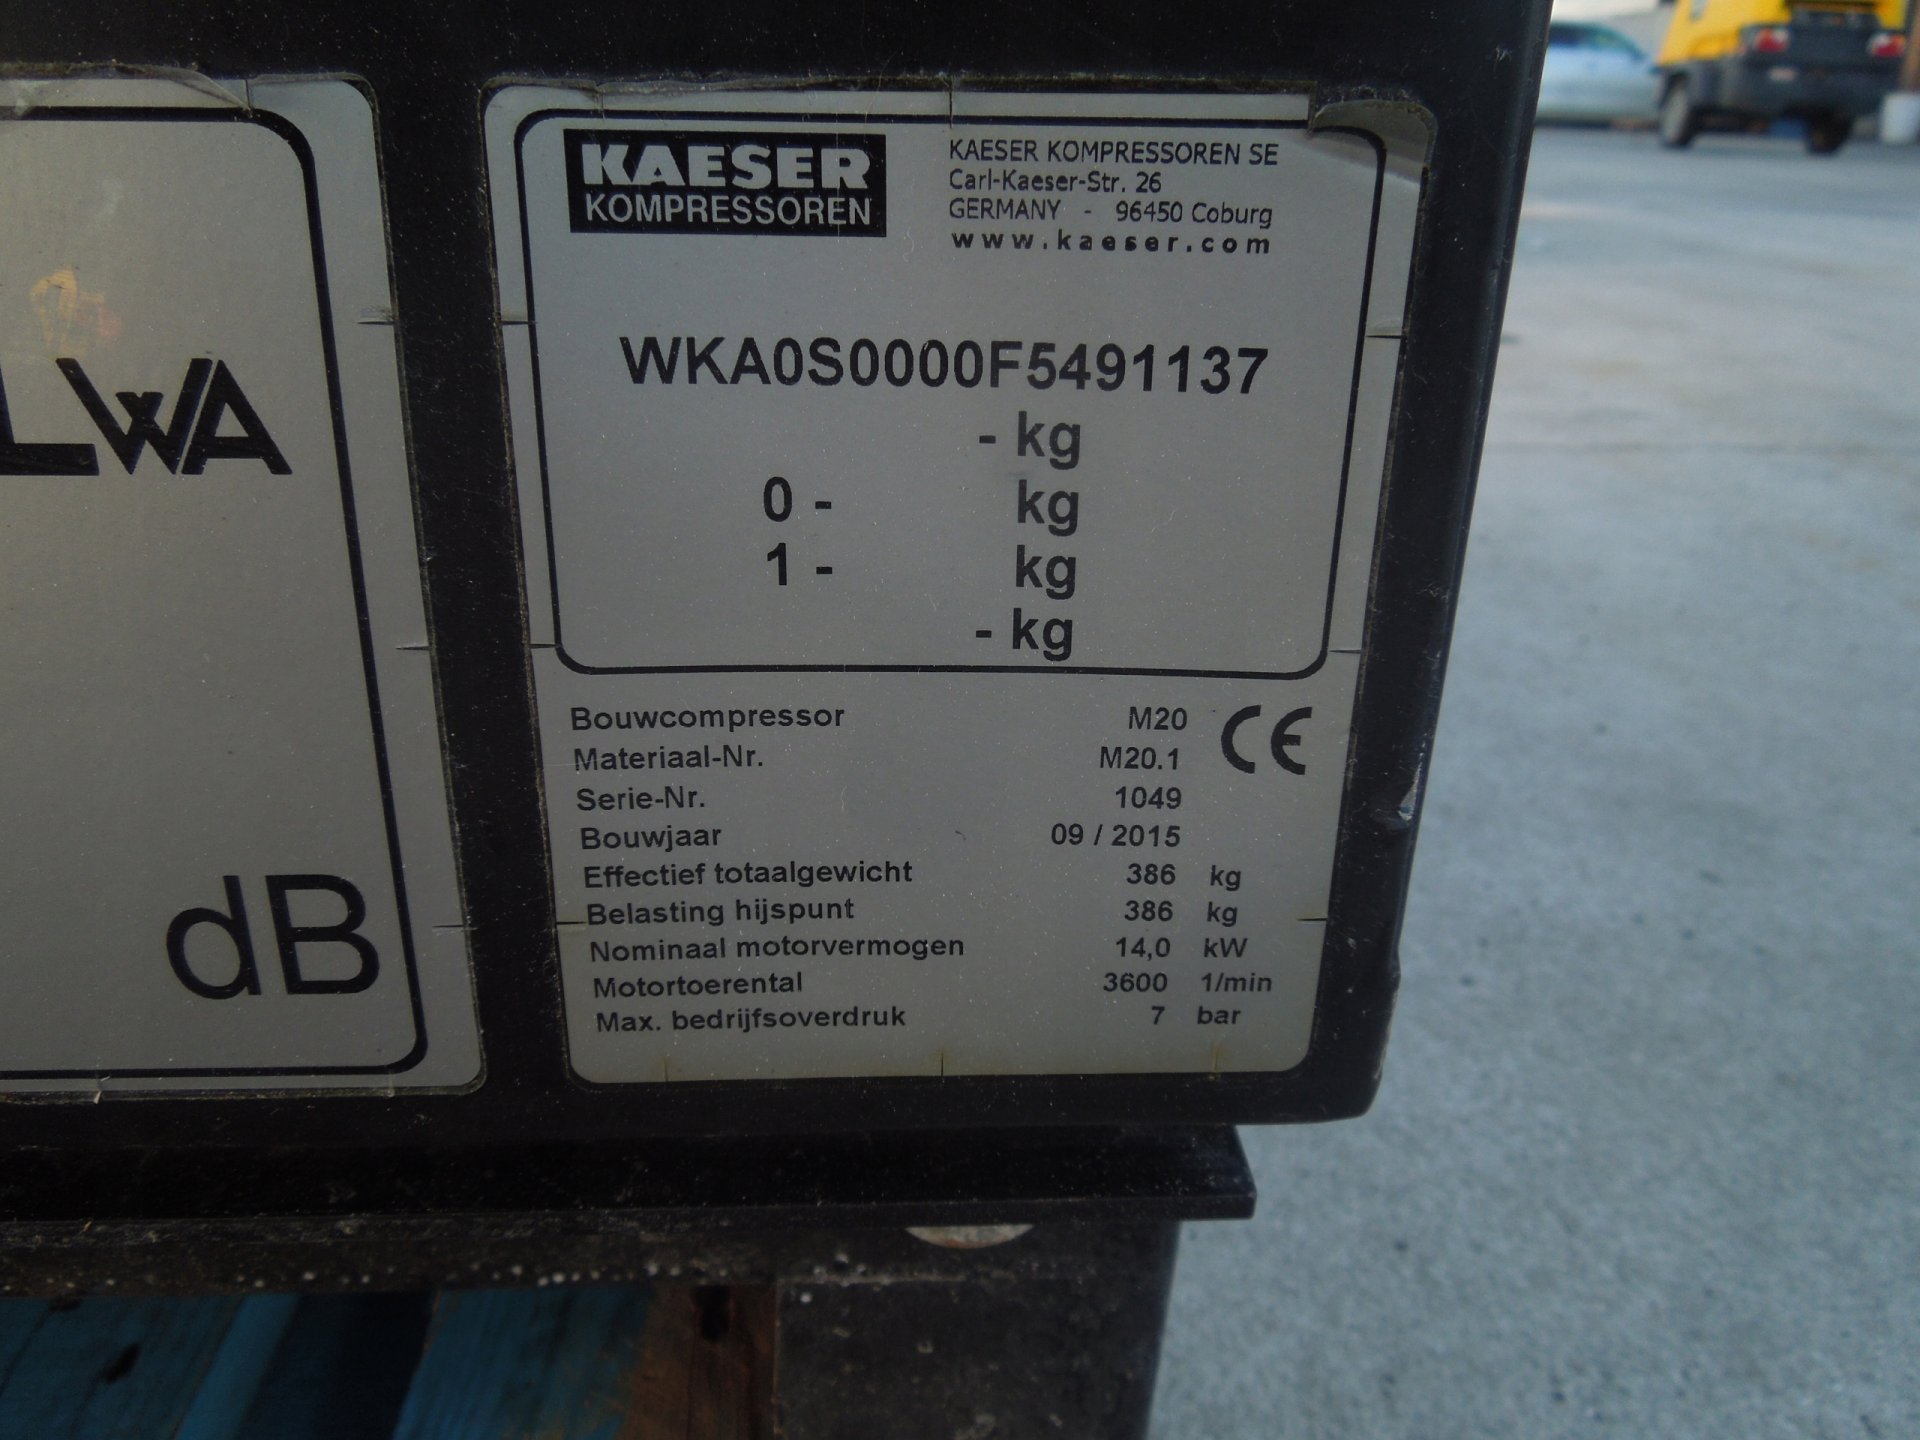 LWA
dB
KAESER
KOMPRESSOREN
KAESER KOMPRESSOREN SE
Carl-Kaeser-Str. 26
GERMANY - 96450 Coburg
www.kaeser.com
WKA0S0000F5491137
- kg
0 - kg
1 - kg
- kg
Bouwcompressor M20 CE
Materiaal-Nr. M20.1
Serie-Nr. 1049
Bouwjaar 09 / 2015
Effectief totaalgewicht 386 kg
Belasting hijspunt 386 kg
Nominaal motorvermogen 14,0 kW
Motortoerental 3600 1/min
Max. bedrijfsoverdruk 7 bar